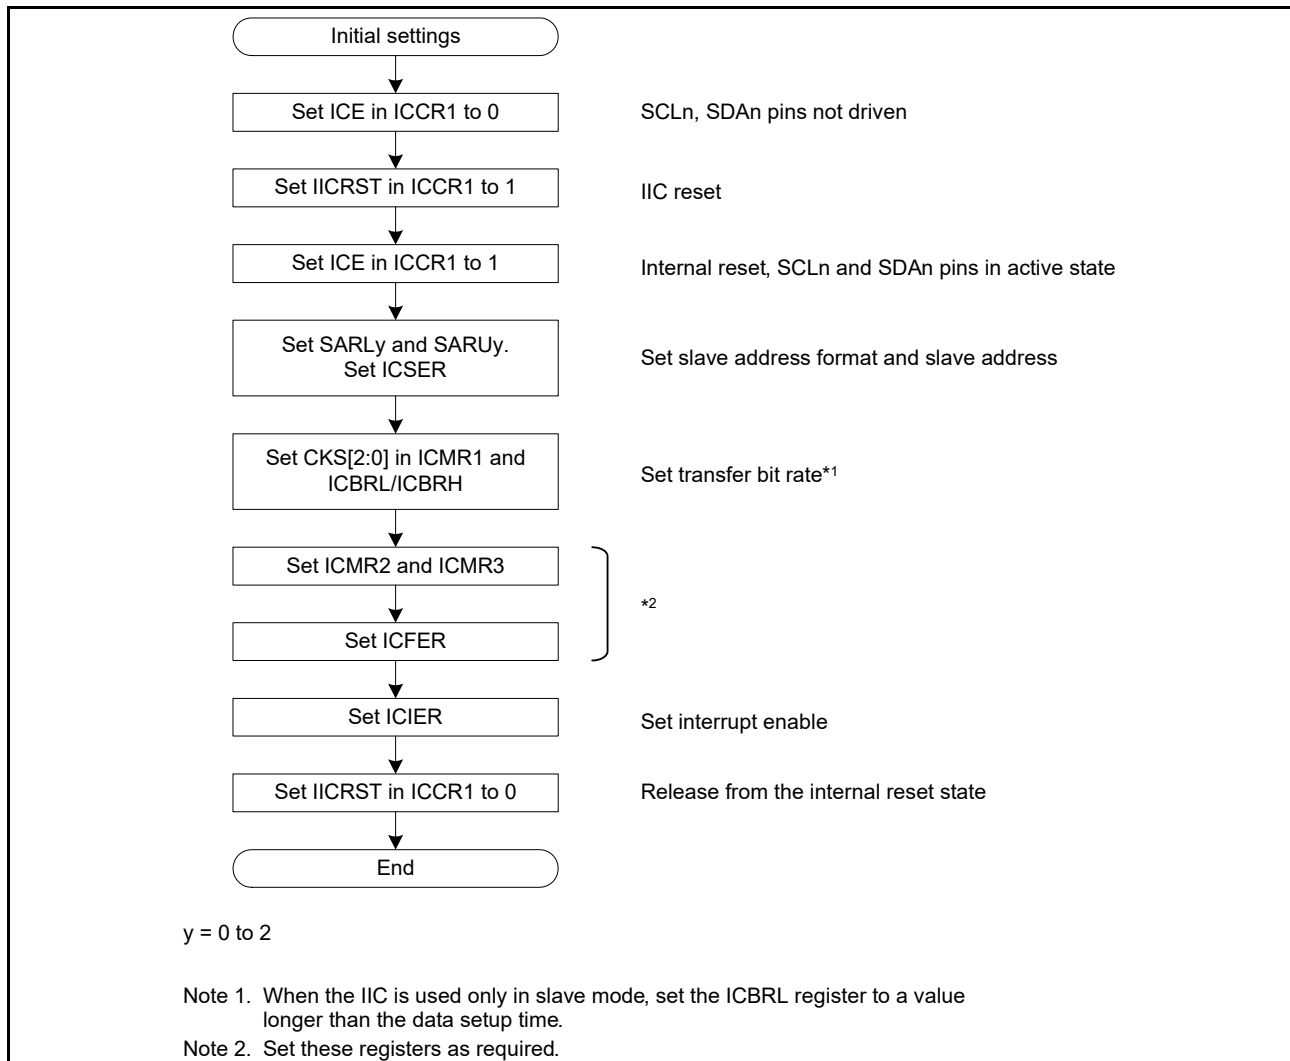 Initial settings
Set ICE in ICCR1 to 0
SCLn, SDAn pins not driven
Set IICRST in ICCR1 to 1
IIC reset
Set ICE in ICCR1 to 1
Internal reset, SCLn and SDAn pins in active state
Set SARLy and SARUy.
Set ICSER
Set slave address format and slave address
Set CKS[2:0] in ICMR1 and
ICBRL/ICBRH
Set transfer bit rate*1
Set ICMR2 and ICMR3
*2
Set ICFER
Set ICIER
Set interrupt enable
Set IICRST in ICCR1 to 0
Release from the internal reset state
End
y = 0 to 2
Note 1. When the IIC is used only in slave mode, set the ICBRL register to a value
longer than the data setup time.
Note 2. Set these registers as required.